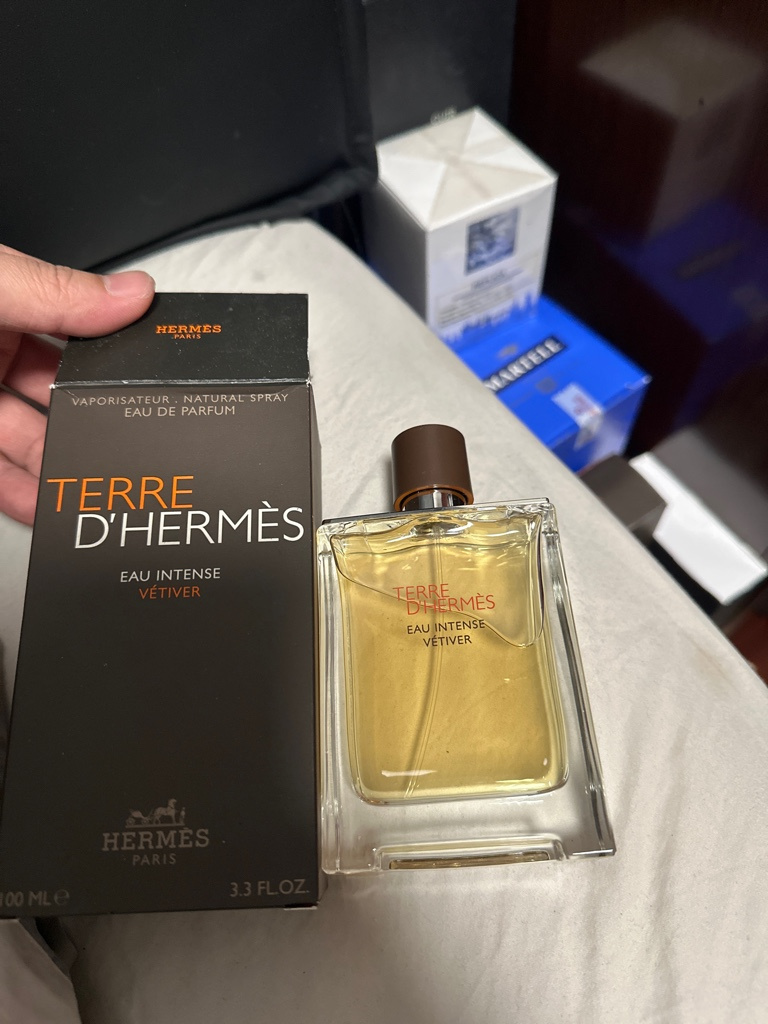 HERMÈS
PARIS
VAPORISATEUR . NATURAL SPRAY
EAU DE PARFUM
TERRE
D'HERMÈS
EAU INTENSE
VÉTIVER
HERMÈS
PARIS
100 ML e
3.3 FL.OZ.
TERRE
D'HERMÈS
EAU INTENSE
VÉTIVER
MARTELL